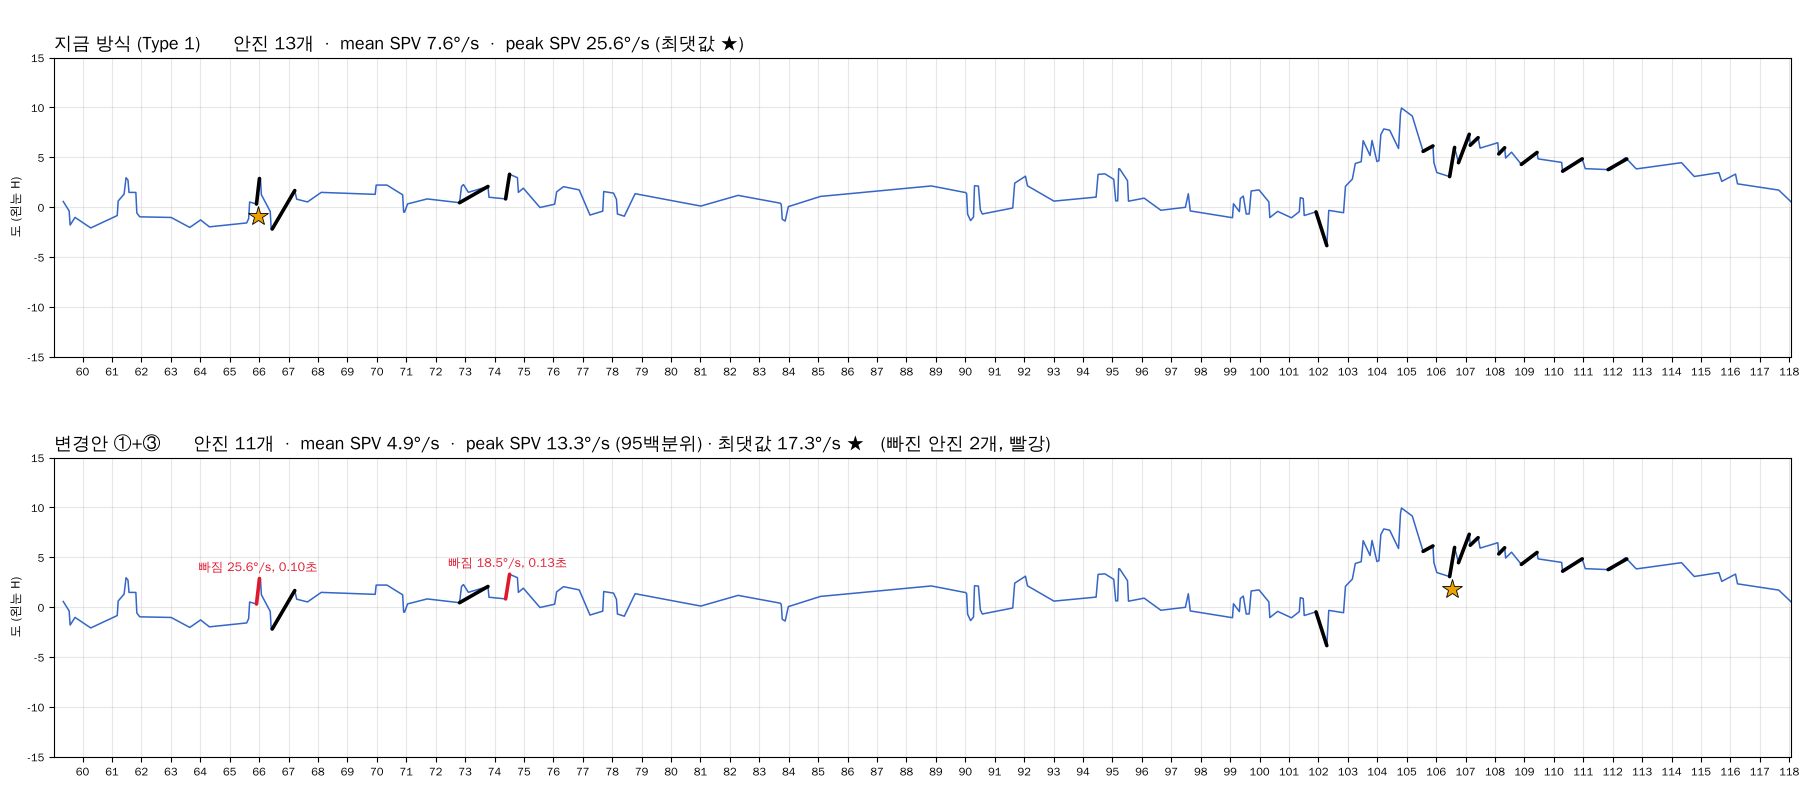 지금 방식 (Type 1) 안진 13개 · mean SPV 7.6°/s · peak SPV 25.6°/s (최댓값 ★)
15
10
5
0
-5
-10
-15
도 (왼눈 H)
60 61 62 63 64 65 66 67 68 69 70 71 72 73 74 75 76 77 78 79 80 81 82 83 84 85 86 87 88 89 90 91 92 93 94 95 96 97 98 99 100 101 102 103 104 105 106 107 108 109 110 111 112 113 114 115 116 117 118
변경안 ①+③ 안진 11개 · mean SPV 4.9°/s · peak SPV 13.3°/s (95백분위) · 최댓값 17.3°/s ★ (빠진 안진 2개, 빨강)
15
10
5
0
-5
-10
-15
도 (왼눈 H)
빠짐 25.6°/s, 0.10초
빠짐 18.5°/s, 0.13초
60 61 62 63 64 65 66 67 68 69 70 71 72 73 74 75 76 77 78 79 80 81 82 83 84 85 86 87 88 89 90 91 92 93 94 95 96 97 98 99 100 101 102 103 104 105 106 107 108 109 110 111 112 113 114 115 116 117 118